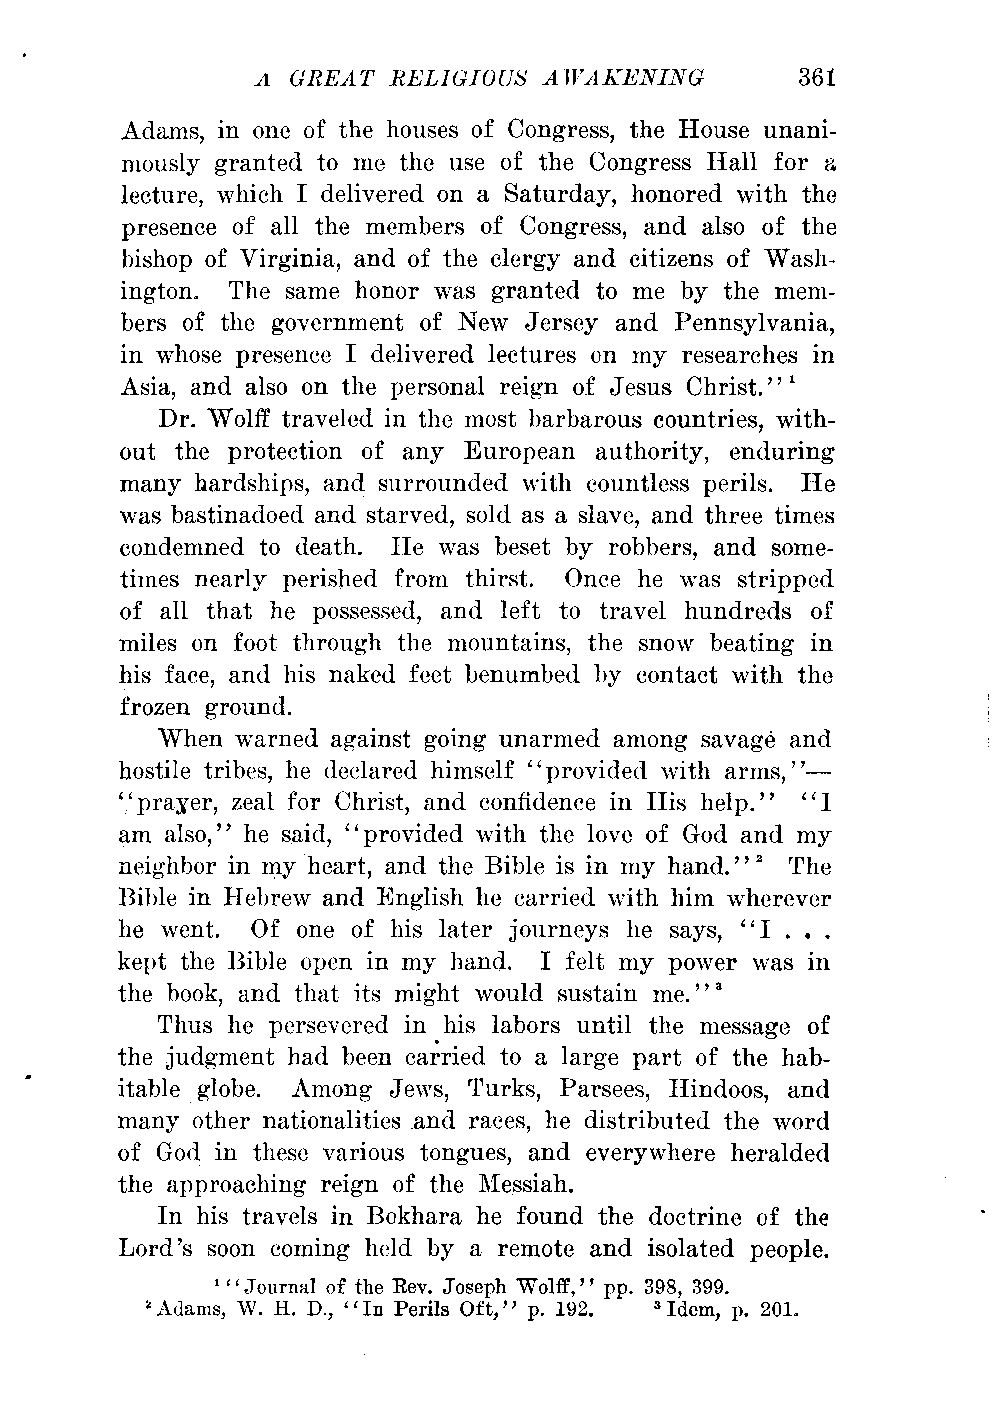 A GREAT RELIGIOUS AWAKENING 361
Adams, in one of the houses of Congress, the House unani-
mously granted to me the use of the Congress Hall for a
lecture, which I delivered on a Saturday, honored with the
presence of all the members of Congress, and also of the
bishop of Virginia, and of the clergy and citizens of Wash-
ington. The same honor was granted to me by the mem-
bers of the government of New Jersey and Pennsylvania,
in whose presence I delivered lectures on my researches in
Asia, and also on the personal reign of Jesus Christ.''¹
Dr. Wolff traveled in the most barbarous countries, with-
out the protection of any European authority, enduring
many hardships, and surrounded with countless perils. He
was bastinadoed and starved, sold as a slave, and three times
condemned to death. He was beset by robbers, and some-
times nearly perished from thirst. Once he was stripped
of all that he possessed, and left to travel hundreds of
miles on foot through the mountains, the snow beating in
his face, and his naked feet benumbed by contact with the
frozen ground.
When warned against going unarmed among savage and
hostile tribes, he declared himself ''provided with arms,''—
''prayer, zeal for Christ, and confidence in His help.'' ''I
am also,'' he said, ''provided with the love of God and my
neighbor in my heart, and the Bible is in my hand.''² The
Bible in Hebrew and English he carried with him wherever
he went. Of one of his later journeys he says, ''I . . .
kept the Bible open in my hand. I felt my power was in
the book, and that its might would sustain me.''³
Thus he persevered in his labors until the message of
the judgment had been carried to a large part of the hab-
itable globe. Among Jews, Turks, Parsees, Hindoos, and
many other nationalities and races, he distributed the word
of God in these various tongues, and everywhere heralded
the approaching reign of the Messiah.
In his travels in Bokhara he found the doctrine of the
Lord's soon coming held by a remote and isolated people.
¹''Journal of the Rev. Joseph Wolff,'' pp. 398, 399.
²Adams, W. H. D., ''In Perils Oft,'' p. 192. ³Idem, p. 201.